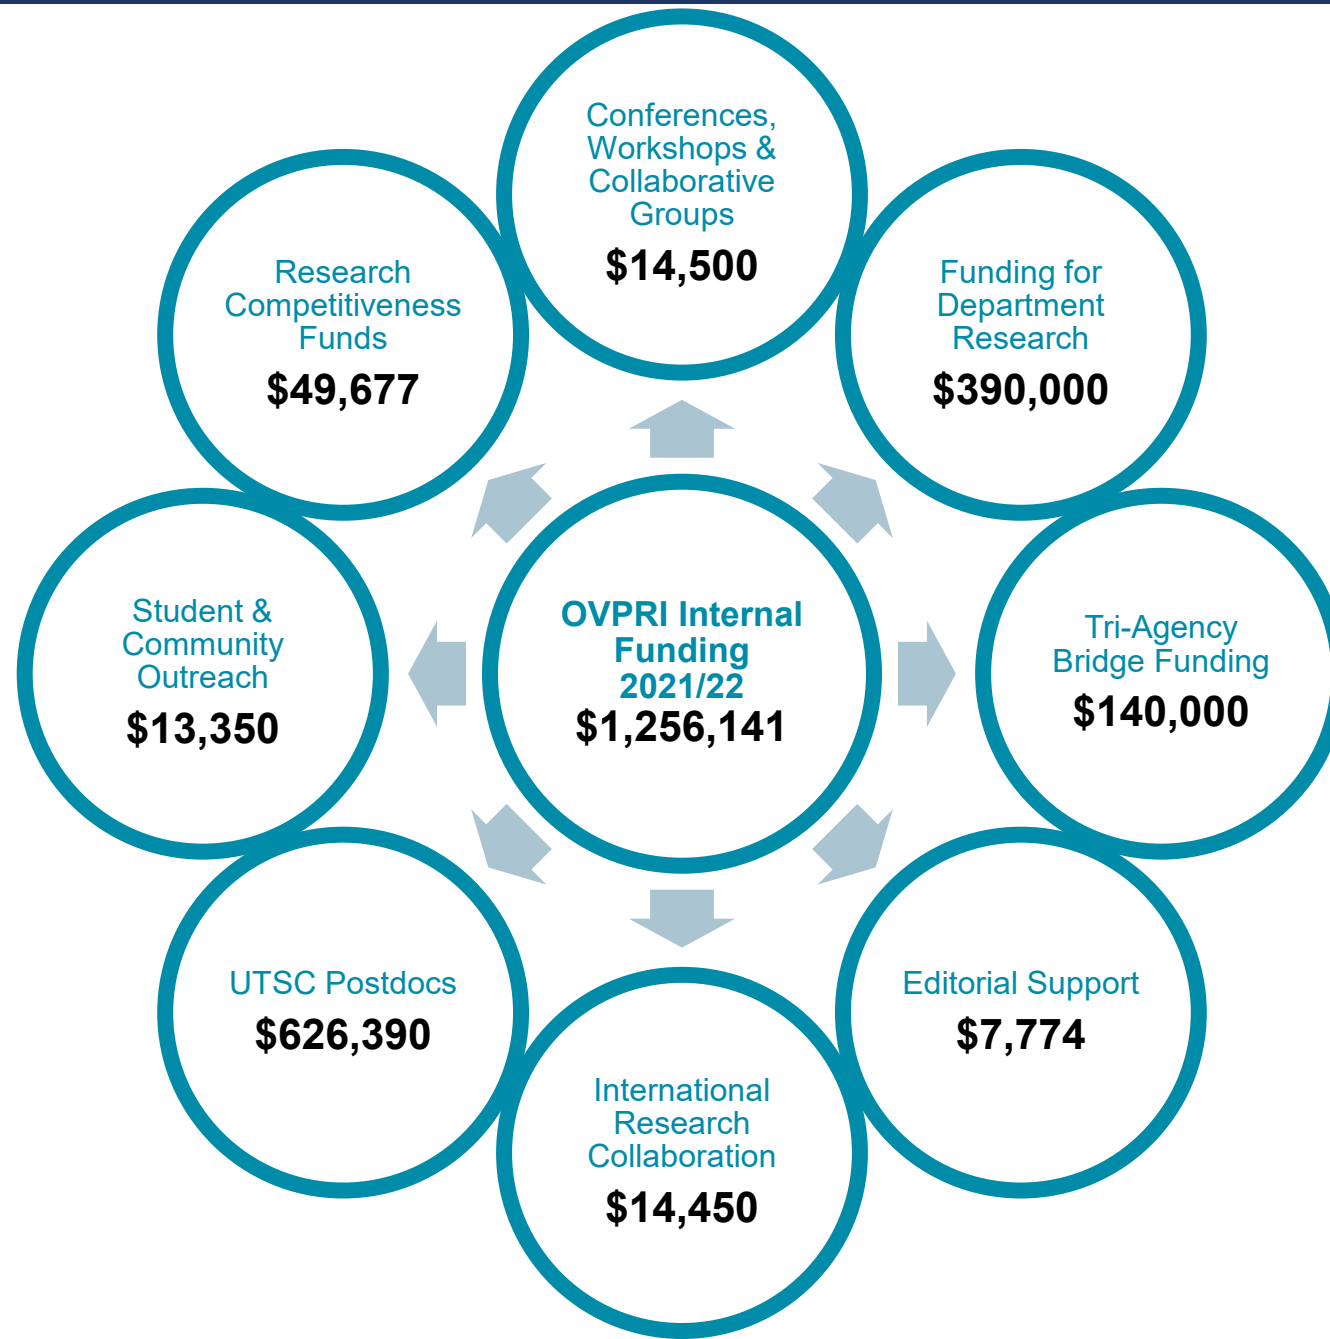 Conferences,
Workshops &
Collaborative
Groups
$14,500
Funding for
Department
Research
$390,000
Tri-Agency
Bridge Funding
$140,000
Editorial Support
$7,774
International
Research
Collaboration
$14,450
UTSC Postdocs
$626,390
Student &
Community
Outreach
$13,350
Research
Competitiveness
Funds
$49,677
OVPRI Internal
Funding
2021/22
$1,256,141